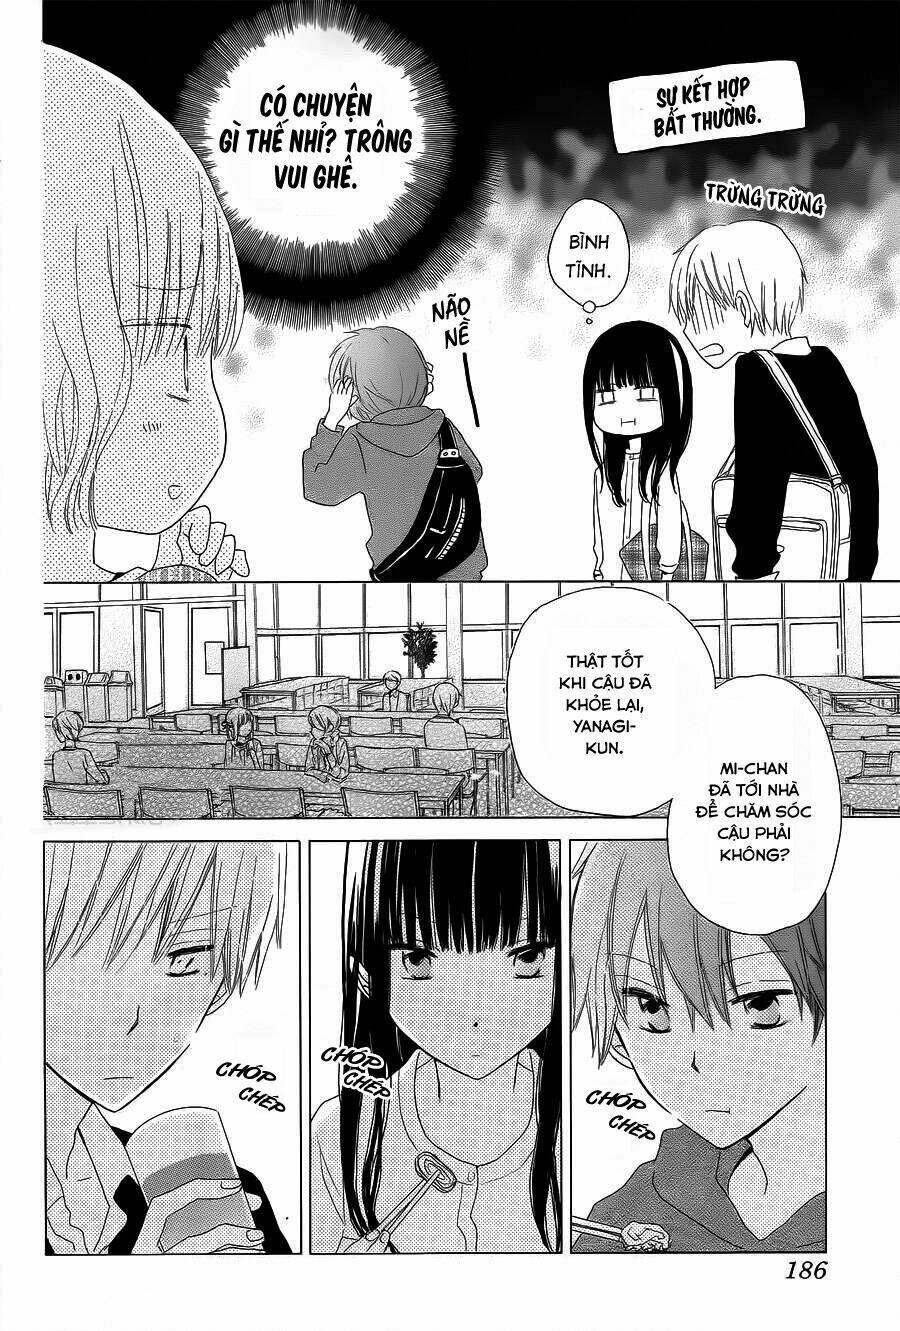 CÓ CHUYỆN
GÌ THẾ NHỈ? TRÔNG
VUI GHÊ.
SỰ KẾT HỢP
BẤT THƯỜNG.
TRỪNG TRỪNG
BÌNH
TĨNH.
NÃO
NỀ
THẬT TỐT
KHI CẬU ĐÃ
KHỎE LẠI,
YANAGI-
KUN.
MI-CHAN
ĐÃ TỚI NHÀ
ĐỂ CHĂM SÓC
CẬU PHẢI
KHÔNG?
CHÓP
CHÉP
CHÓP
CHÉP
CHÓP
CHÉP
186